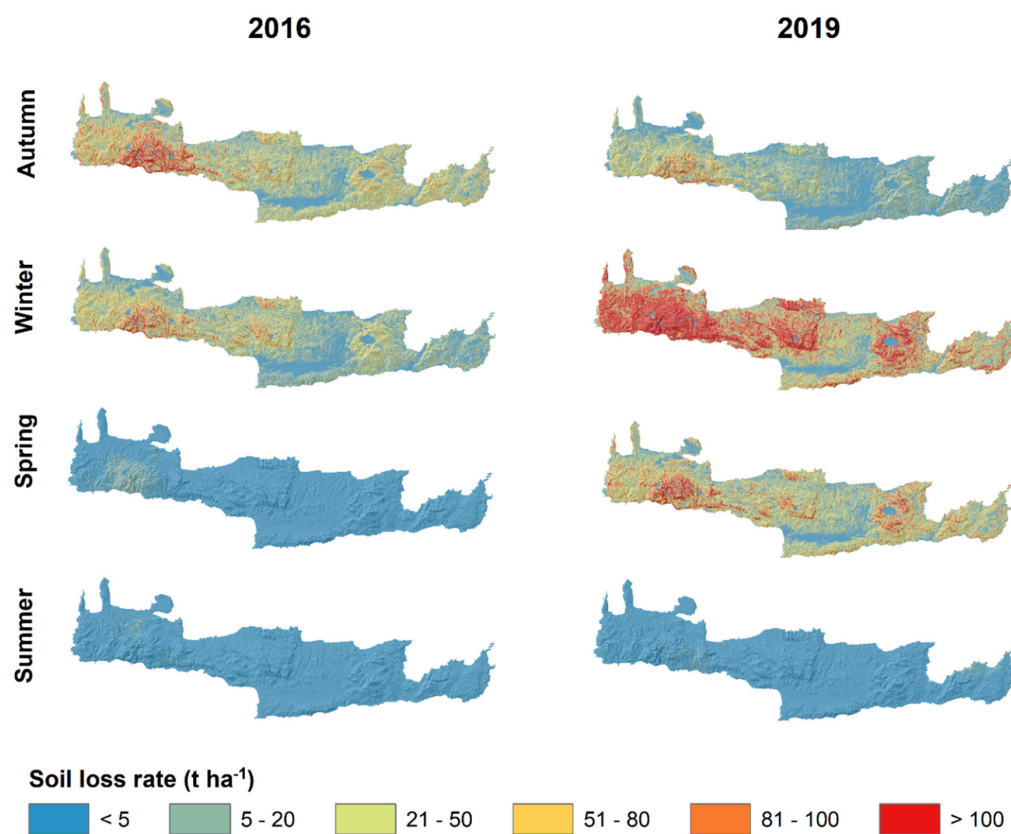 2016 2019
Autumn
Winter
Spring
Summer
Soil loss rate (t ha-1)
< 5 5 - 20 21 - 50 51 - 80 81 - 100 > 100